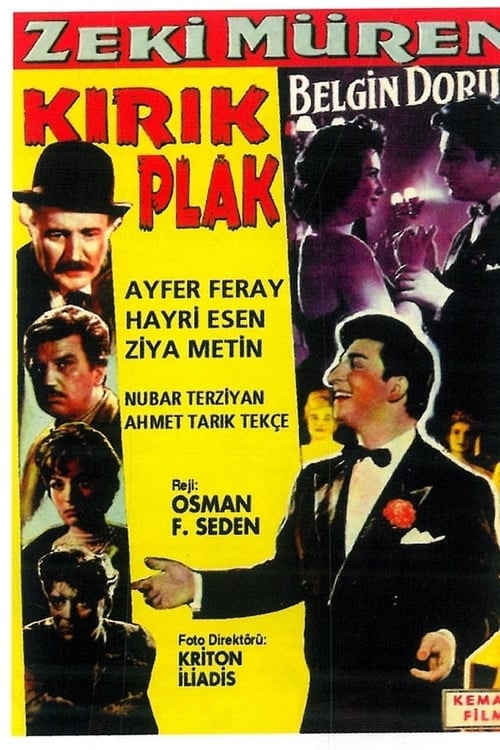 ZEKİ MÜREN
BELGİN DORU
KIRIK
PLAK
AYFER FERAY
HAYRİ ESEN
ZİYA METİN
NUBAR TERZİYAN
AHMET TARIK TEKÇE
Reji:
OSMAN
F. SEDEN
Foto Direktörü:
KRİTON
İLİADİS
KEMA
FİLM